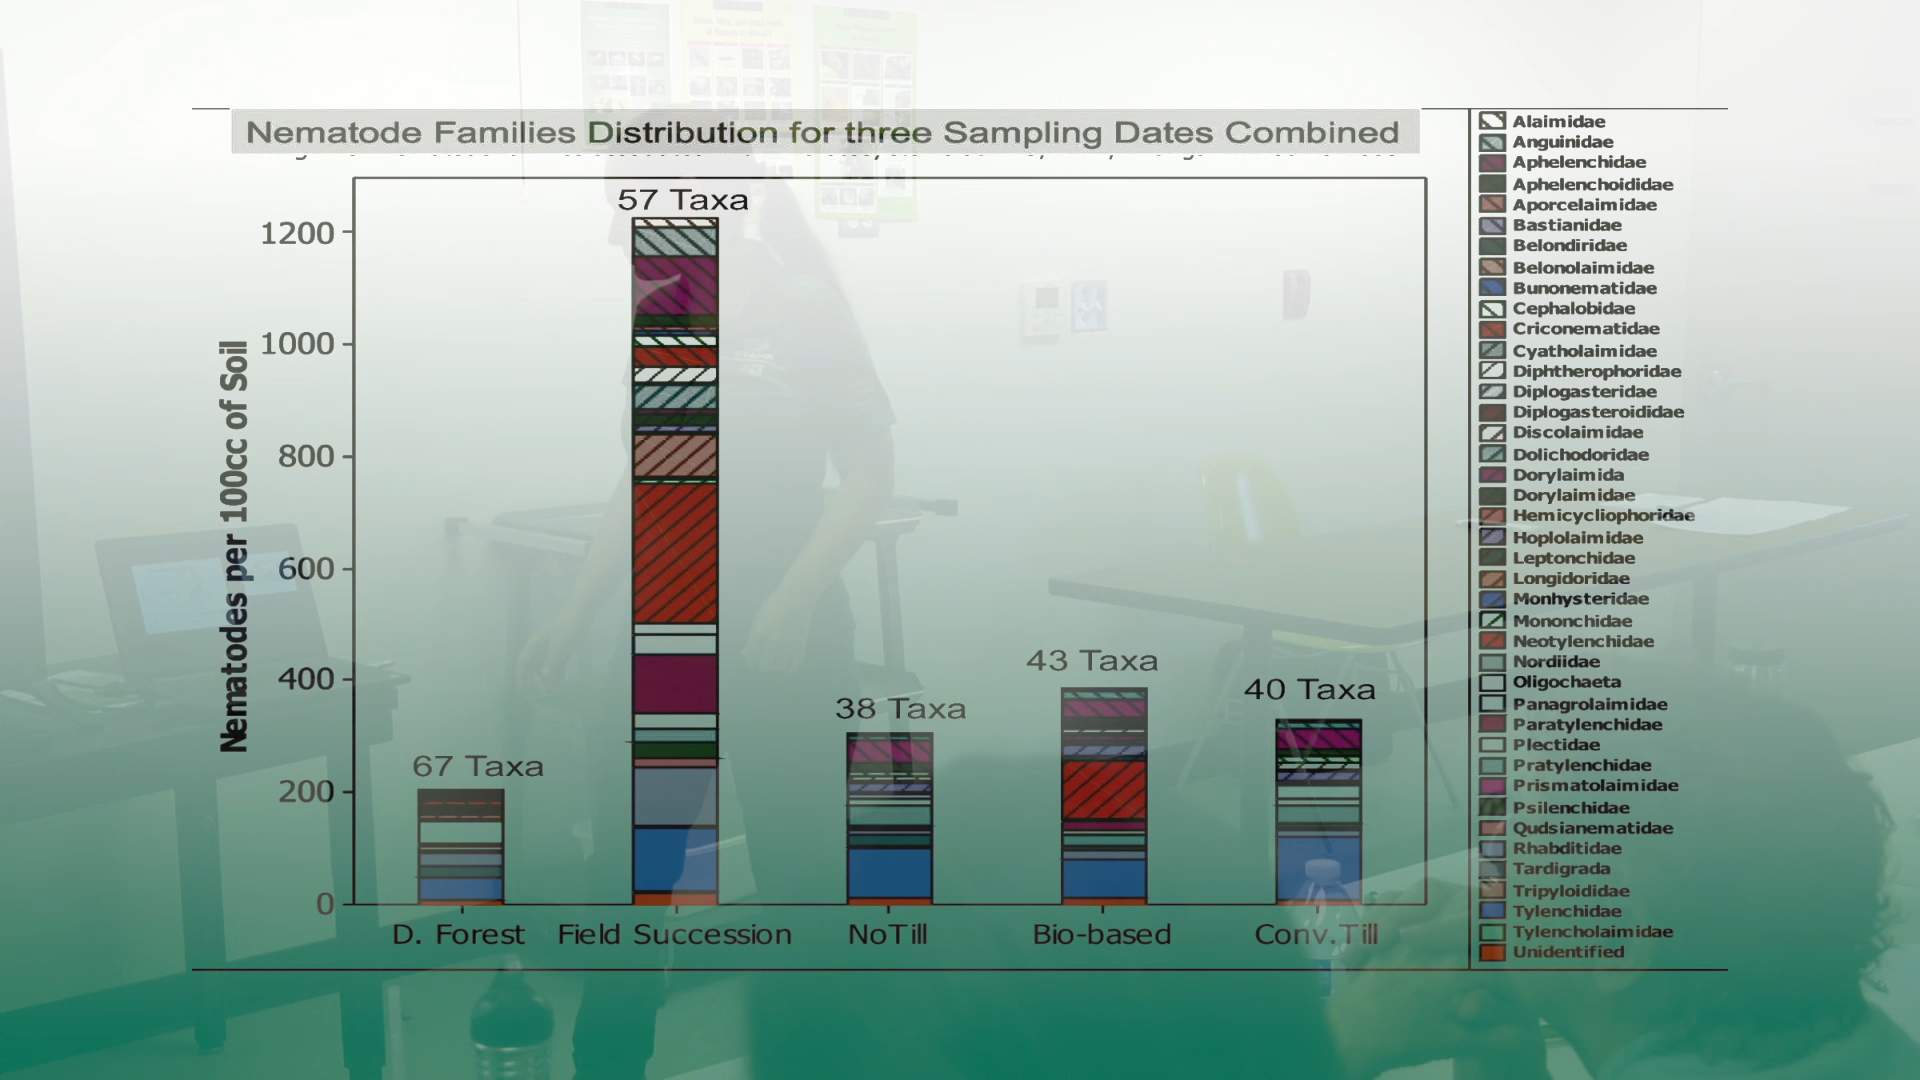 Nematode Families Distribution for three Sampling Dates Combined
57 Taxa
67 Taxa
38 Taxa
43 Taxa
40 Taxa
Nematodes per 100cc of Soil
1200
1000
800
600
400
200
0
D. Forest
Field Succession
NoTill
Bio-based
Conv.Till
Alaimidae
Anguinidae
Aphelenchidae
Aphelenchoididae
Aporcelaimidae
Bastianidae
Belondiridae
Belonolaimidae
Bunonematidae
Cephalobidae
Criconematidae
Cyatholaimidae
Diphtherophoridae
Diplogasteridae
Diplogasteroididae
Discolaimidae
Dolichodoridae
Dorylaimida
Dorylaimidae
Hemicycliophoridae
Hoplolaimidae
Leptonchidae
Longidoridae
Monhysteridae
Mononchidae
Neotylenchidae
Nordiidae
Oligochaeta
Panagrolaimidae
Paratylenchidae
Plectidae
Pratylenchidae
Prismatolaimidae
Psilenchidae
Qudsianematidae
Rhabditidae
Tardigrada
Tripyloididae
Tylenchidae
Tylencholaimidae
Unidentified